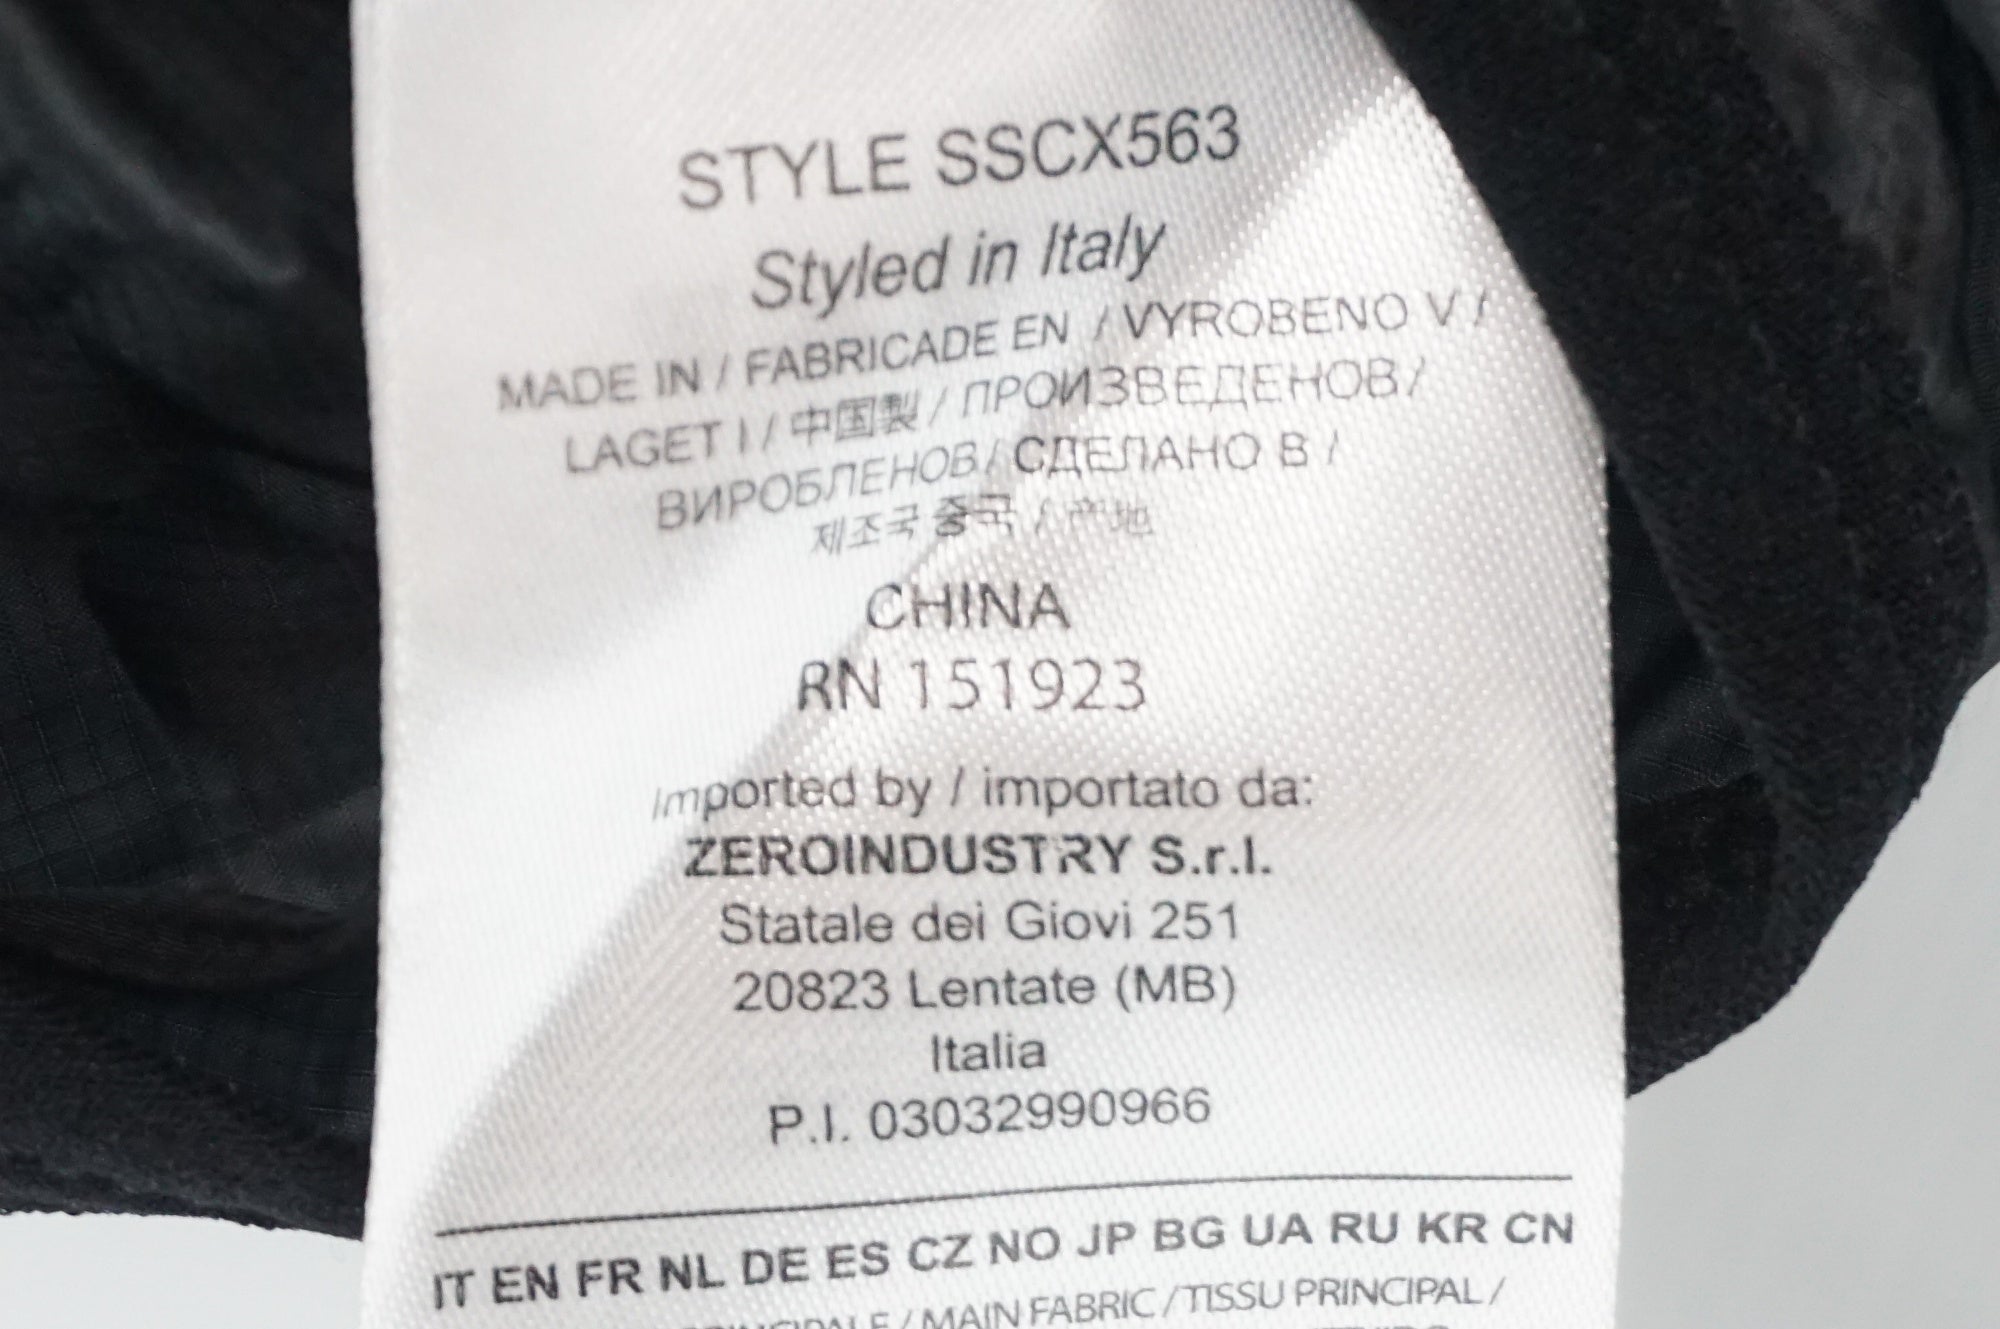 STYLE SSCX563
Styled in Italy
MADE IN / FABRICADE EN / VYROBENO V /
LAGET I / 中国製 / ПРОИЗВЕДЕНОВ/
ВИРОБЛЕНОВ/ СДЕЛАНО В /
제조국 중국 / 产地
CHINA
RN 151923
imported by / importato da:
ZEROINDUSTRY S.r.l.
Statale dei Giovi 251
20823 Lentate (MB)
Italia
P.I. 03032990966
IT EN FR NL DE ES CZ NO JP BG UA RU KR CN
/ MAIN FABRIC / TISSU PRINCIPAL /